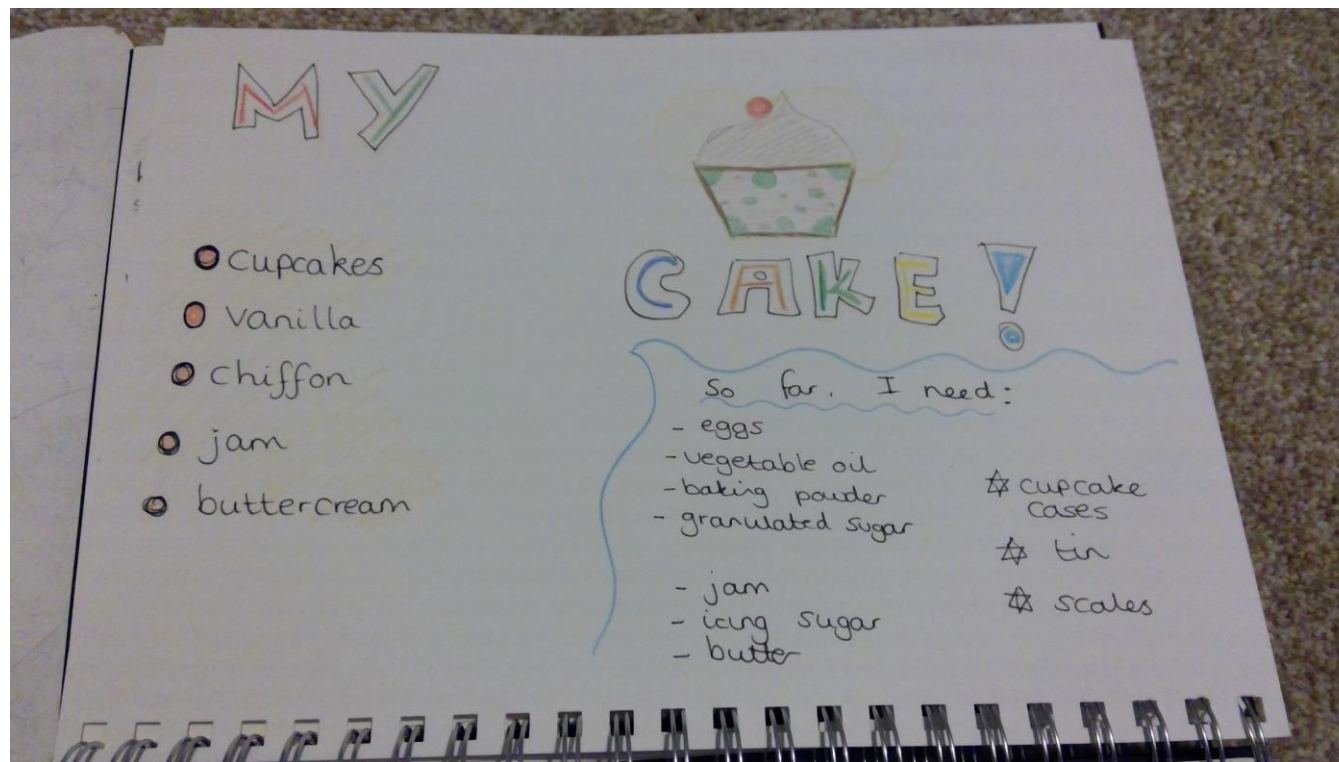 MY
CAKE!
cupcakes
vanilla
chiffon
jam
buttercream
So far, I need:
- eggs
- vegetable oil
- baking powder
- granulated sugar
- jam
- icing sugar
- butter
cupcake
cases
tin
scales